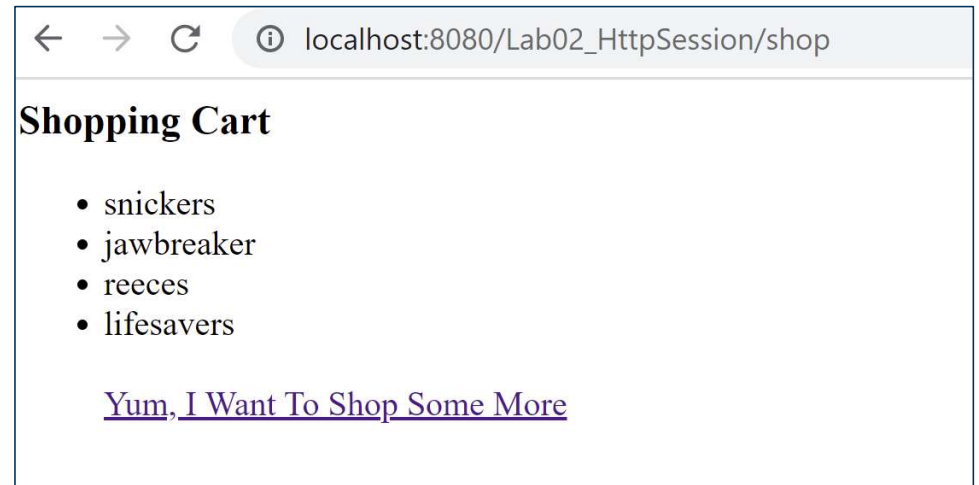 localhost:8080/Lab02_HttpSession/shop
Shopping Cart
snickers
jawbreaker
reeces
lifesavers
Yum, I Want To Shop Some More